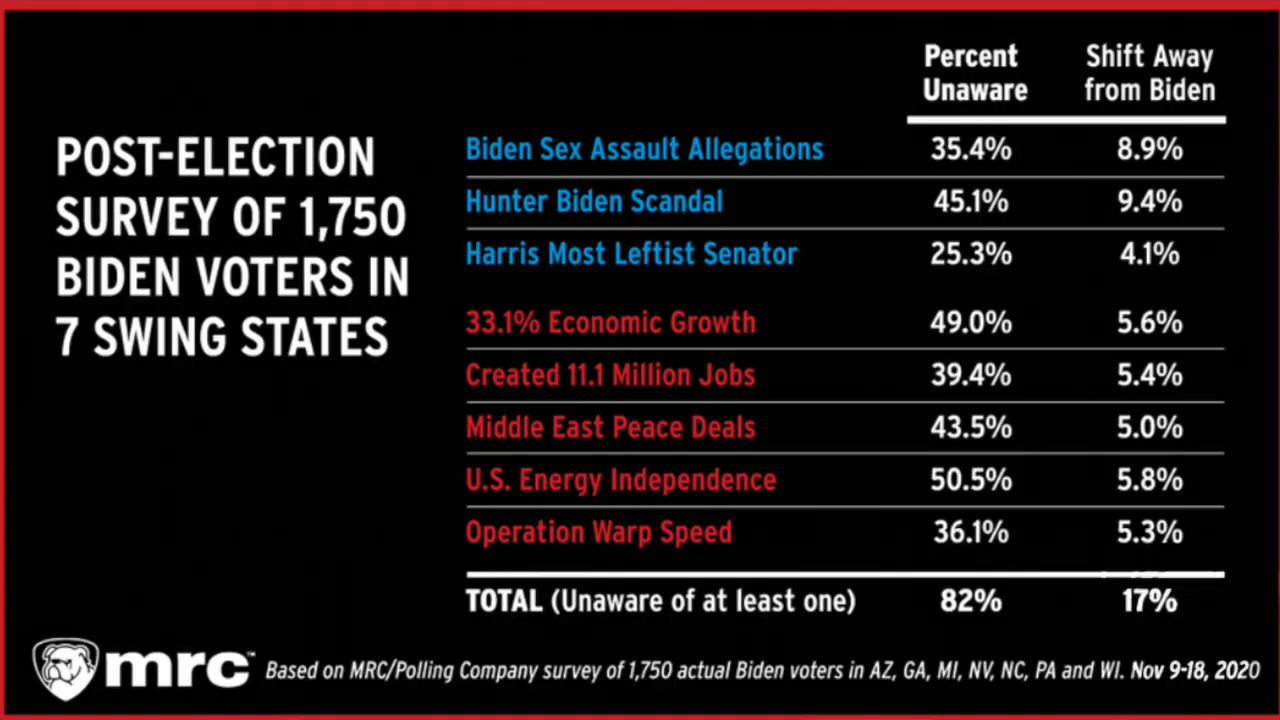 Percent Shift Away
Unaware from Biden
POST-ELECTION
SURVEY OF 1,750
BIDEN VOTERS IN
7 SWING STATES
Biden Sex Assault Allegations 35.4% 8.9%
Hunter Biden Scandal 45.1% 9.4%
Harris Most Leftist Senator 25.3% 4.1%
33.1% Economic Growth 49.0% 5.6%
Created 11.1 Million Jobs 39.4% 5.4%
Middle East Peace Deals 43.5% 5.0%
U.S. Energy Independence 50.5% 5.8%
Operation Warp Speed 36.1% 5.3%
TOTAL (Unaware of at least one) 82% 17%
mrc™ Based on MRC/Polling Company survey of 1,750 actual Biden voters in AZ, GA, MI, NV, NC, PA and WI. Nov 9-18, 2020